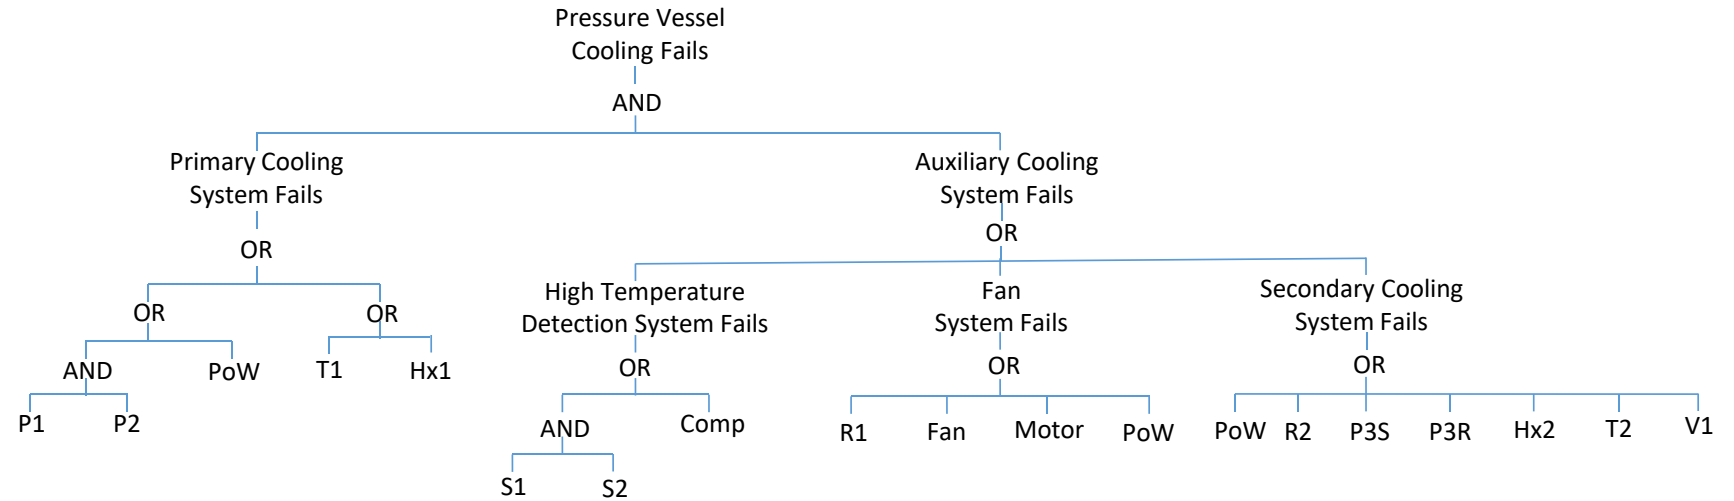 Pressure Vessel
Cooling Fails
AND
Primary Cooling
System Fails
Auxiliary Cooling
System Fails
OR
OR
High Temperature
Detection System Fails
Fan
System Fails
Secondary Cooling
System Fails
OR
OR
OR
OR
OR
AND
PoW
T1
Hx1
P1
P2
AND
Comp
S1
S2
R1
Fan
Motor
PoW
PoW
R2
P3S
P3R
Hx2
T2
V1